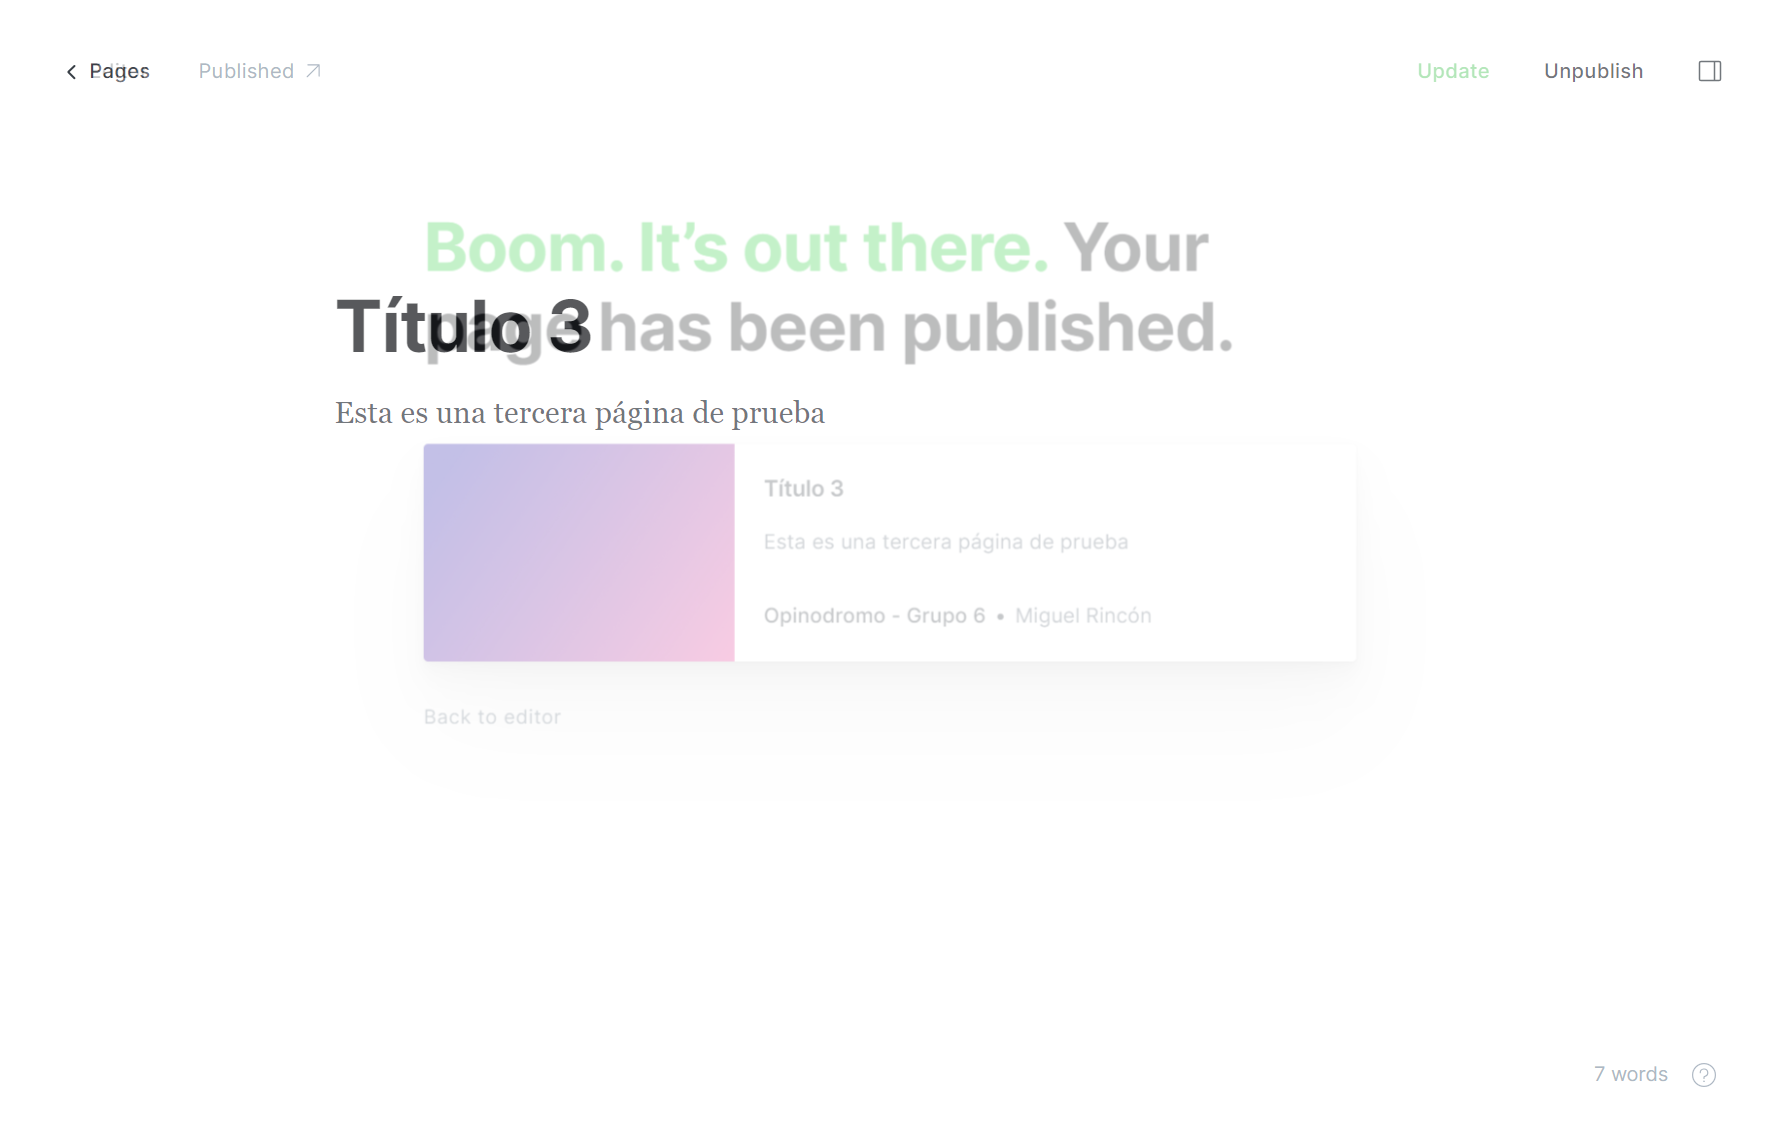 Pages
Published
Update
Unpublish
Boom. It’s out there. Your
page has been published.
Título 3
Esta es una tercera página de prueba
Título 3
Esta es una tercera página de prueba
Opinodromo - Grupo 6 • Miguel Rincón
Back to editor
7 words
?